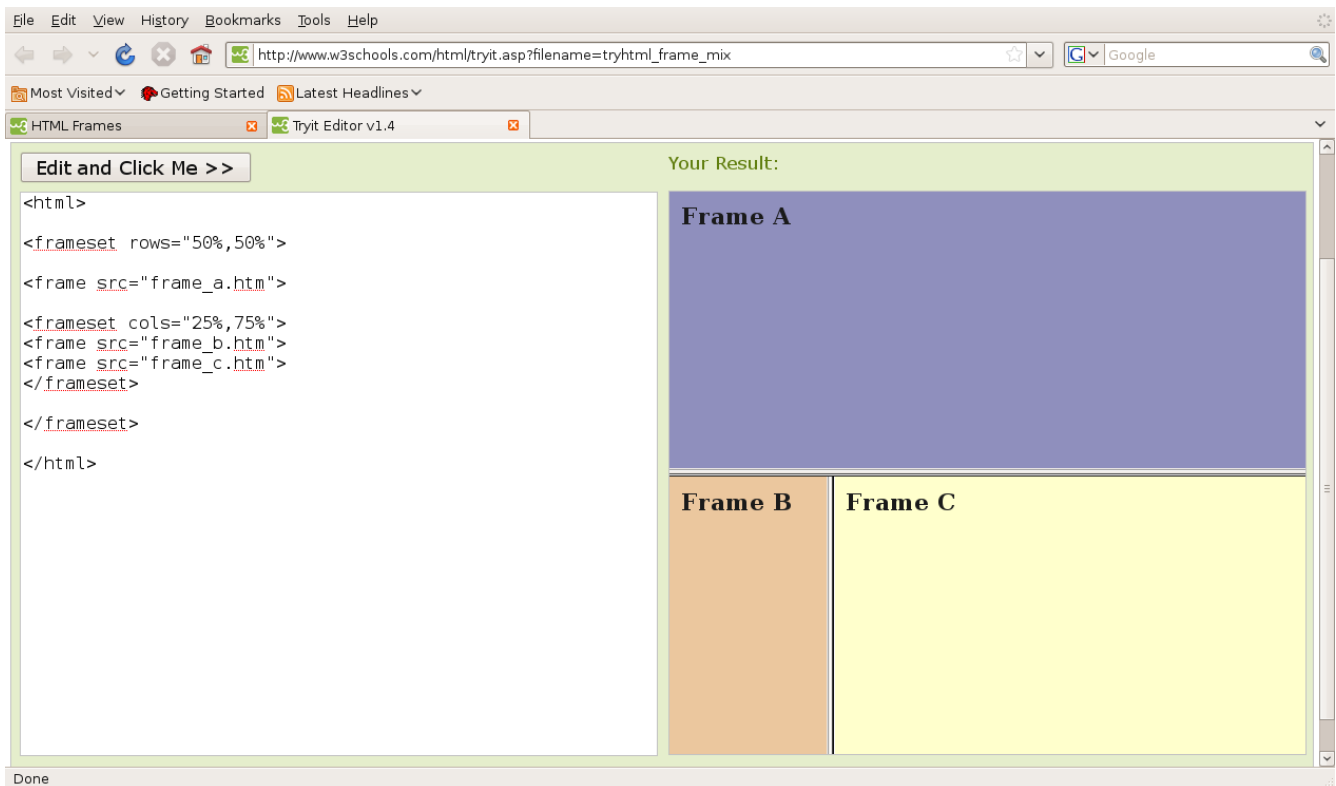 File Edit View History Bookmarks Tools Help
http://www.w3schools.com/html/tryit.asp?filename=tryhtml_frame_mix
G Google
Most Visited Getting Started Latest Headlines
HTML Frames Tryit Editor v1.4
Edit and Click Me >>
<html>
<frameset rows="50%,50%">
<frame src="frame_a.htm">
<frameset cols="25%,75%">
<frame src="frame_b.htm">
<frame src="frame_c.htm">
</frameset>
</frameset>
</html>
Your Result:
Frame A
Frame B Frame C
Done